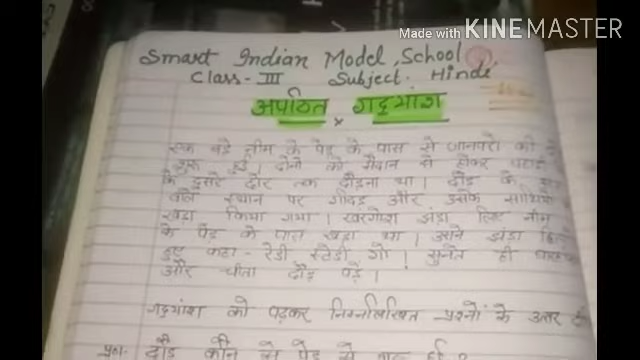 Made with KINEMASTER
Smart Indian Model School
Class - III Subject - Hindi
अपठित गद्यांश
x
एक बडे नीम के पेड़ के पास से जानवरो की
शुरू हुई। दोनो को मैदान से होकर पहाड़
के दूसरे छोर तक दौड़ना था। दौड़ के
वाले स्थान पर गीदड़ और उसके साथियो
खड़ा किया गया। खरगोश झंडा लिए नीम
के पेड़ के पास खड़ा था। उसने झंडा
हुए कहा - रेडी स्टेडी गो! सुनते ही
और चीता दौड़ पड़े।
गद्यांश को पढ़कर निम्नलिखित प्रश्नों के उत्तर
प्र01- दौड़ कौन से पेड़ से शुरू हुई?